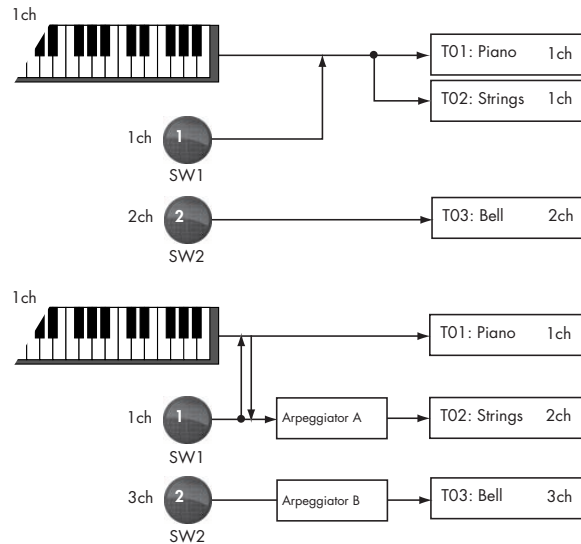 1ch
T01: Piano 1ch
T02: Strings 1ch
1ch 1
SW1
2ch 2 T03: Bell 2ch
SW2
1ch
T01: Piano 1ch
1ch 1 Arpeggiator A T02: Strings 2ch
SW1
3ch 2 Arpeggiator B T03: Bell 3ch
SW2